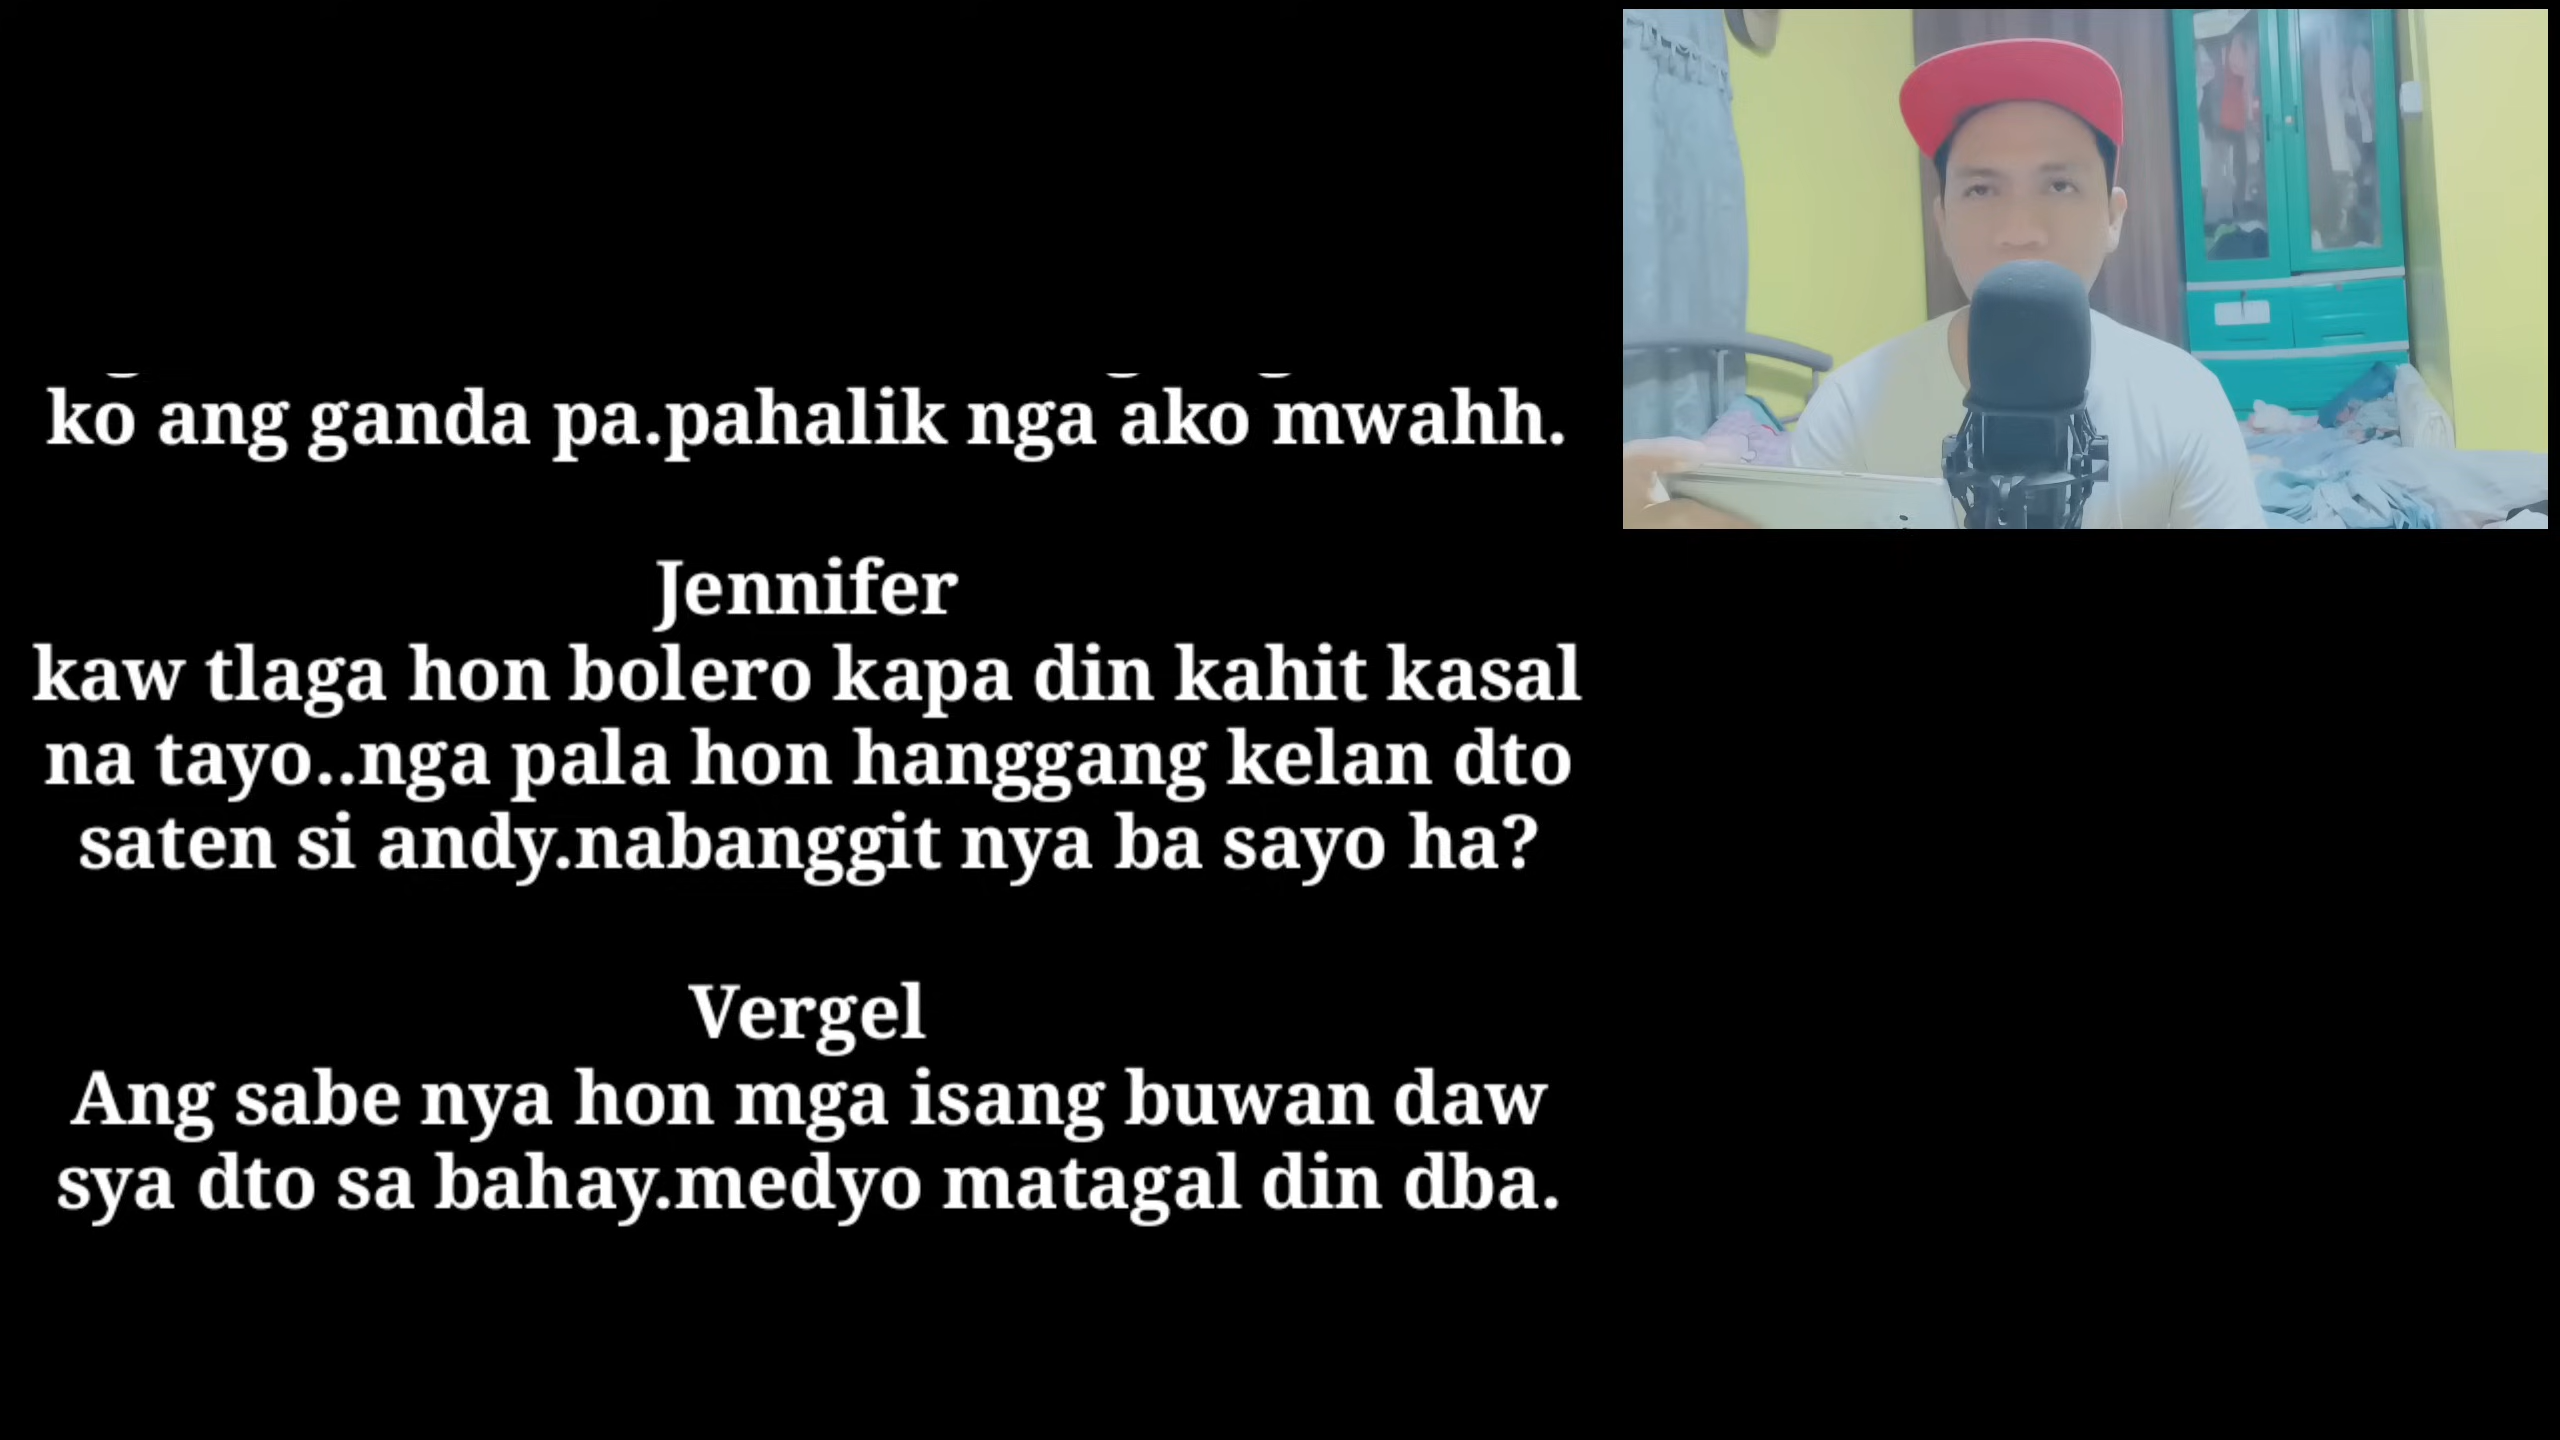 ko ang ganda pa.pahalik nga ako mwahh.
Jennifer
kaw tlaga hon bolero kapa din kahit kasal
na tayo..nga pala hon hanggang kelan dto
saten si andy.nabanggit nya ba sayo ha?
Vergel
Ang sabe nya hon mga isang buwan daw
sya dto sa bahay.medyo matagal din dba.